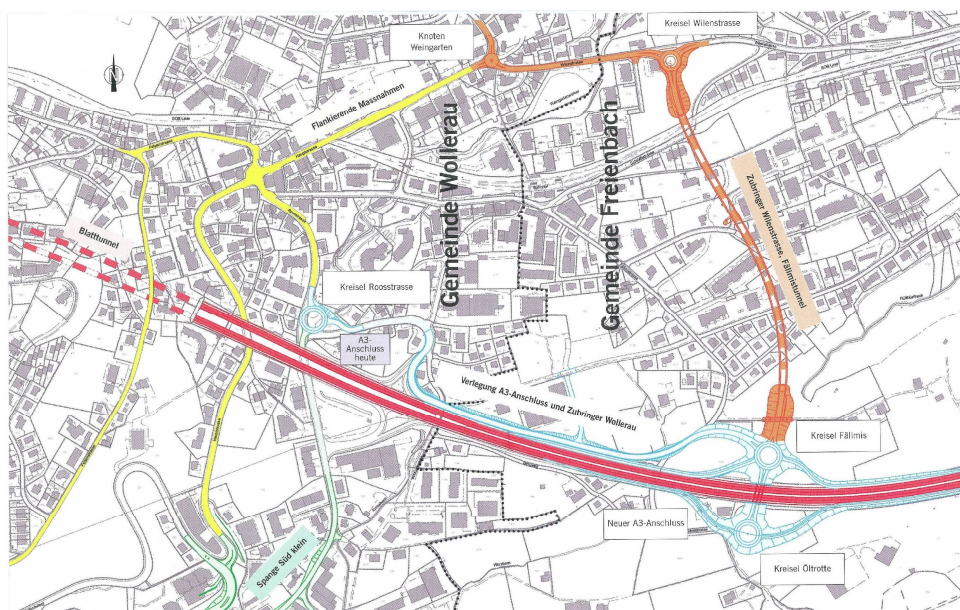 Kreisel Wilenstrasse
Knoten
Weingarten
Flankierende Massnahmen
Gemeinde Wollerau
Gemeinde Freienbach
Zubringer Wilenstrasse, Fällmistunnel
Blatttunnel
Kreisel Roosstrasse
A3-
Anschluss
heute
Verlegung A3-Anschluss und Zubringer Wollerau
Kreisel Fällmis
Neuer A3-Anschluss
Kreisel Öltrotte
Spange Süd klein